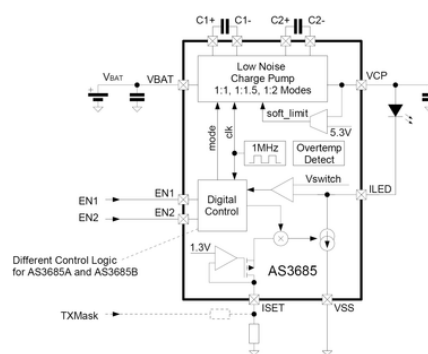 C1+ C1- C2+ C2-
Low Noise
Charge Pump
1:1, 1:1.5, 1:2 Modes
VBAT VBAT VCP
soft_limit
5.3V
mode clk
1MHz Overtemp
Detect
Vswitch
ILED
Digital
Control
EN1 EN1
EN2 EN2
Different Control Logic
for AS3685A and AS3685B
1.3V
AS3685
ISET VSS
TXMask